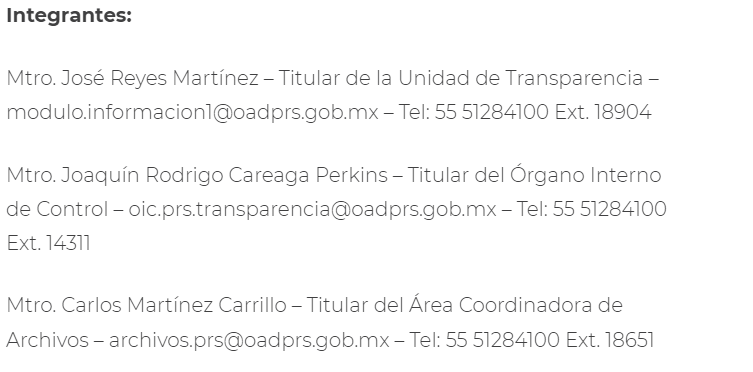 Integrantes:
Mtro. José Reyes Martínez – Titular de la Unidad de Transparencia –
modulo.informacion1@oadprs.gob.mx – Tel: 55 51284100 Ext. 18904
Mtro. Joaquín Rodrigo Careaga Perkins – Titular del Órgano Interno
de Control – oic.prs.transparencia@oadprs.gob.mx – Tel: 55 51284100
Ext. 14311
Mtro. Carlos Martínez Carrillo – Titular del Área Coordinadora de
Archivos – archivos.prs@oadprs.gob.mx – Tel: 55 51284100 Ext. 18651